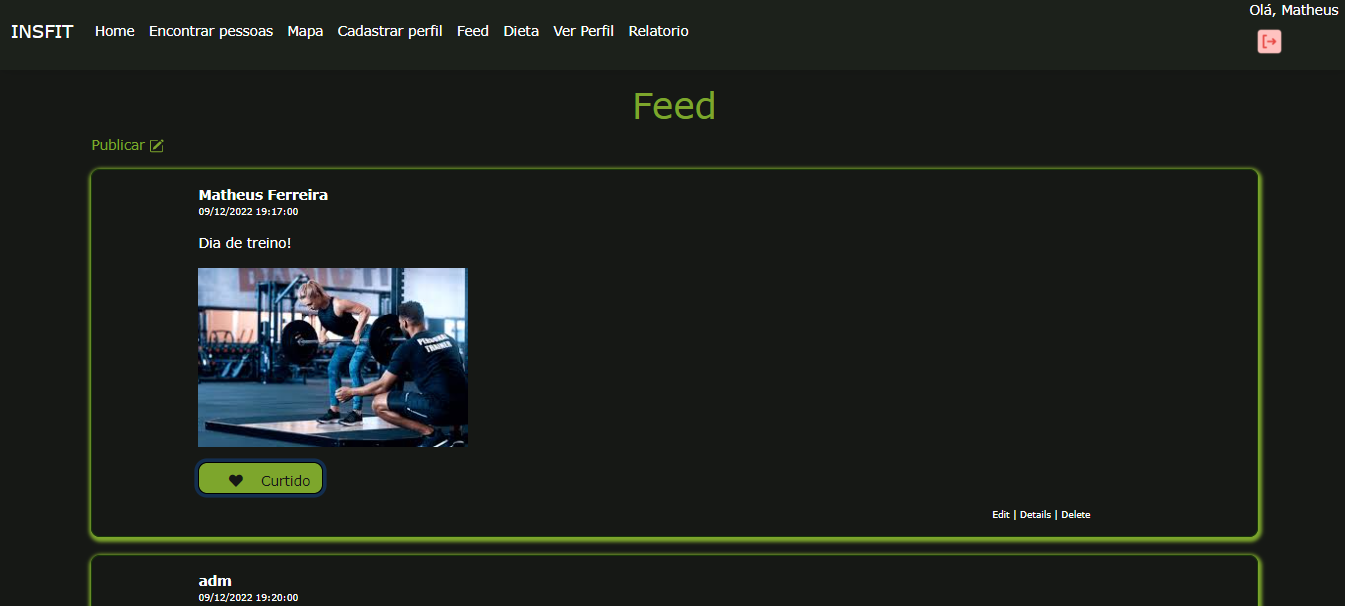 INSFIT Home Encontrar pessoas Mapa Cadastrar perfil Feed Dieta Ver Perfil Relatorio
Olá, Matheus
Feed
Publicar
Matheus Ferreira
09/12/2022 19:17:00
Dia de treino!
PERSONAL
TRAINER
Curtido
Edit | Details | Delete
adm
09/12/2022 19:20:00